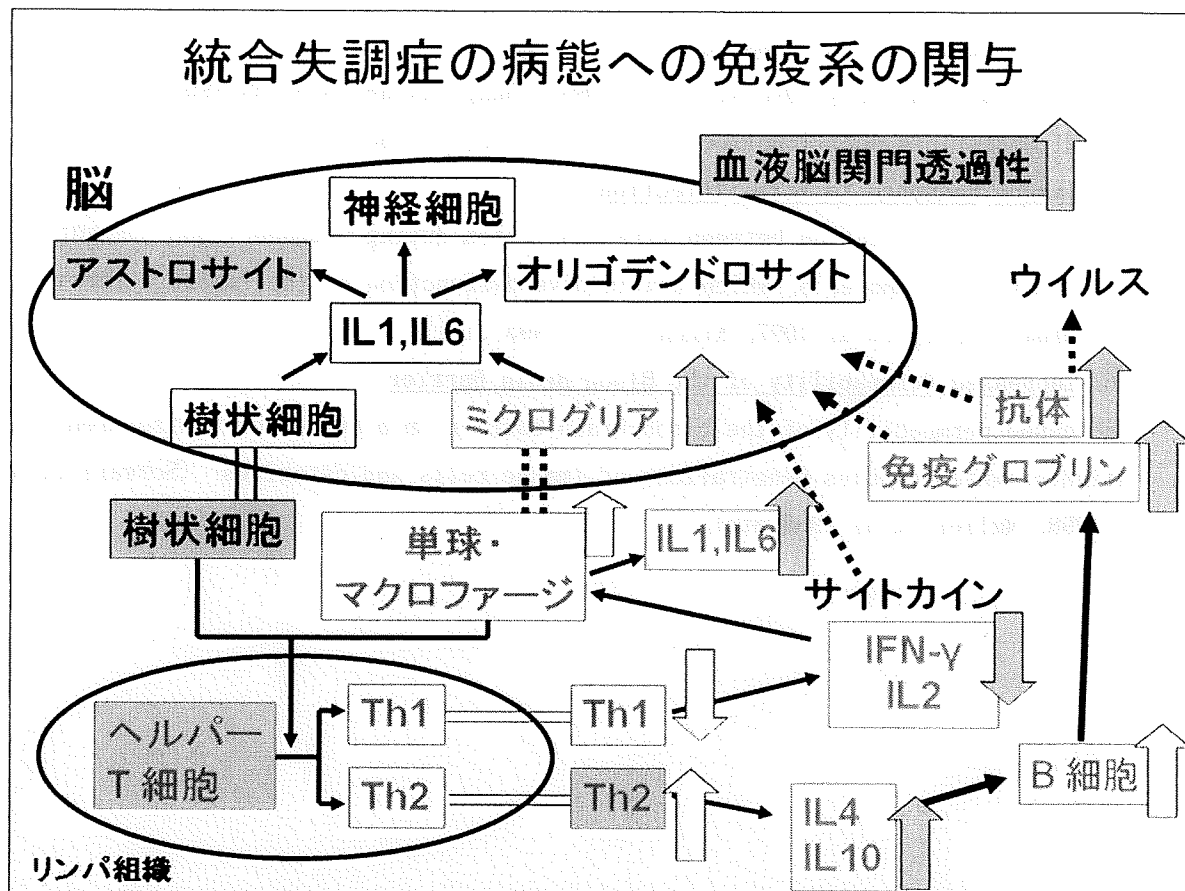 統合失調症の病態への免疫系の関与
血液脳関門透過性
脳
神経細胞
アストロサイト
オリゴデンドロサイト
ウイルス
IL1,IL6
樹状細胞
ミクログリア
抗体
免疫グロブリン
樹状細胞
単球・
マクロファージ
IL1,IL6
サイトカイン
IFN-γ
IL2
ヘルパー
T 細胞
Th1
Th1
Th2
Th2
B 細胞
IL4
IL10
リンパ組織